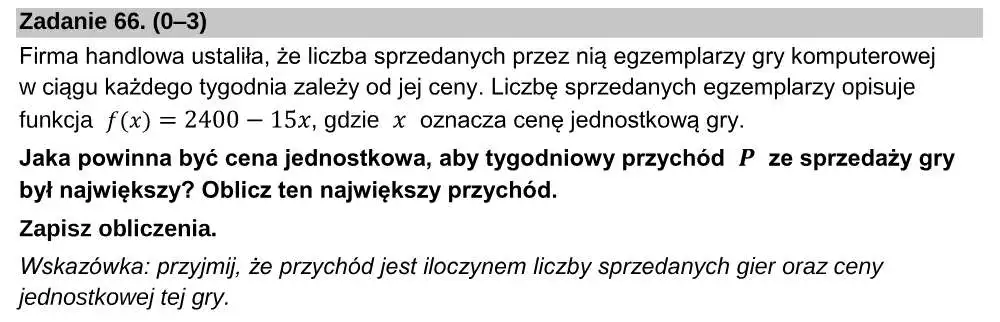 Zadanie 66. (0–3)
Firma handlowa ustaliła, że liczba sprzedanych przez nią egzemplarzy gry komputerowej
w ciągu każdego tygodnia zależy od jej ceny. Liczbę sprzedanych egzemplarzy opisuje
funkcja f(x) = 2400 − 15x, gdzie x oznacza cenę jednostkową gry.
Jaka powinna być cena jednostkowa, aby tygodniowy przychód P ze sprzedaży gry
był największy? Oblicz ten największy przychód.
Zapisz obliczenia.
Wskazówka: przyjmij, że przychód jest iloczynem liczby sprzedanych gier oraz ceny
jednostkowej tej gry.